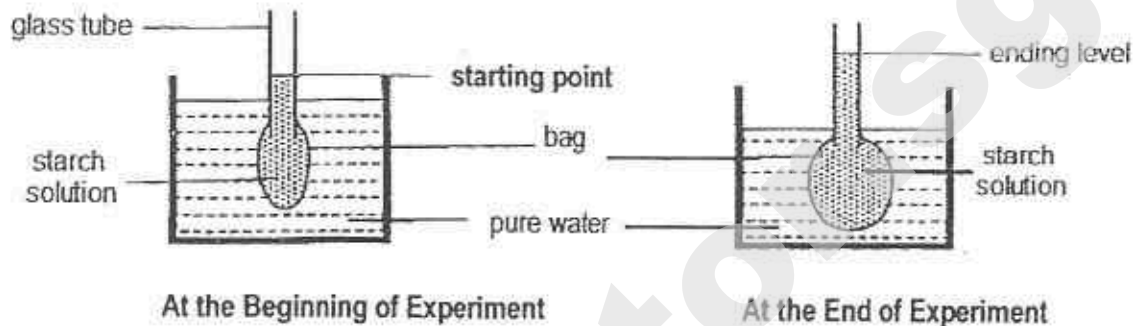 glass tube
starting point
ending level
bag
starch
solution
starch
solution
pure water
At the Beginning of Experiment
At the End of Experiment